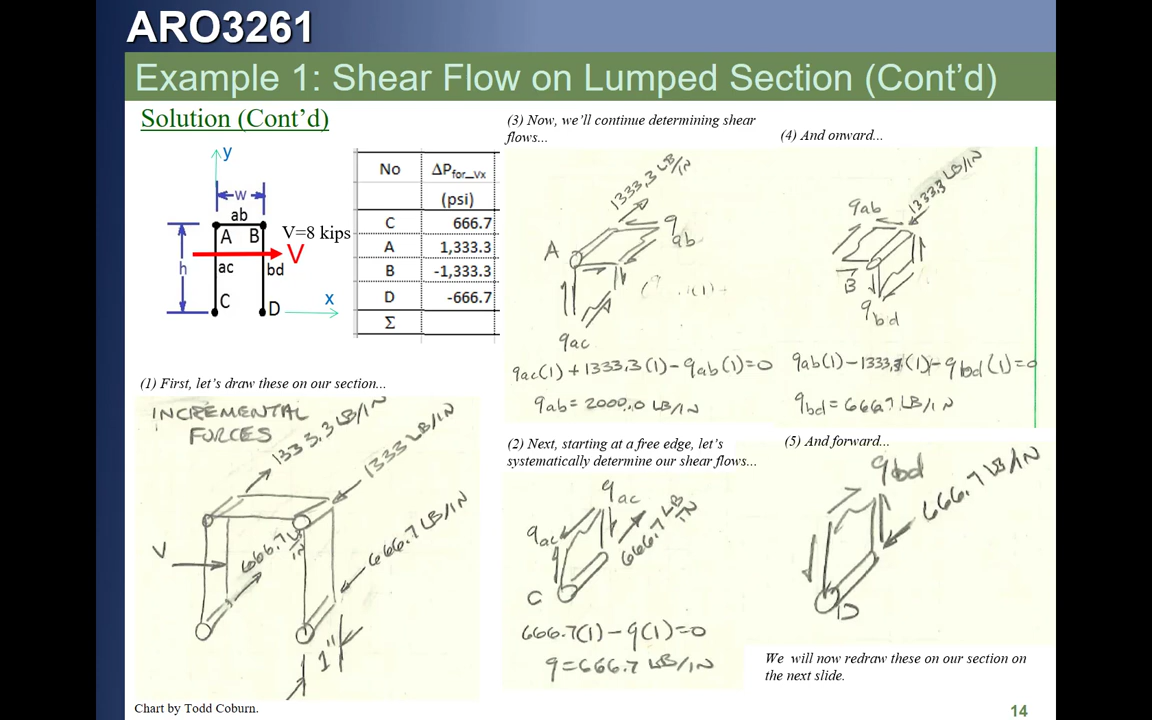 ARO3261
Example 1: Shear Flow on Lumped Section (Cont’d)
Solution (Cont’d)
y
w
ab
A B
V=8 kips
V
h
ac
bd
C
D
x
No ΔPfor_vx
(psi)
C 666.7
A 1,333.3
B -1,333.3
D -666.7
Σ
(1) First, let’s draw these on our section...
INCREMENTAL
FORCES
1333.3 LB/IN
1333 LB/IN
666.7 LB/IN
666.7 LB/IN
V
1"
(3) Now, we’ll continue determining shear
flows...
1333.3 LB/IN
A
qab
qac
qac(1) + 1333.3(1) - qab(1)=0
qab= 2000.0 LB/IN
(2) Next, starting at a free edge, let’s
systematically determine our shear flows...
qac
qac
666.7 LB/IN
C
666.7(1) - q(1)=0
q=666.7 LB/IN
(4) And onward...
qab
1333.3 LB/IN
B
qbd
qab(1) - 1333.3(1) - qbd(1)=0
qbd=666.7 LB/IN
(5) And forward...
qbd
666.7 LB/IN
D
We will now redraw these on our section on
the next slide.
Chart by Todd Coburn.
14